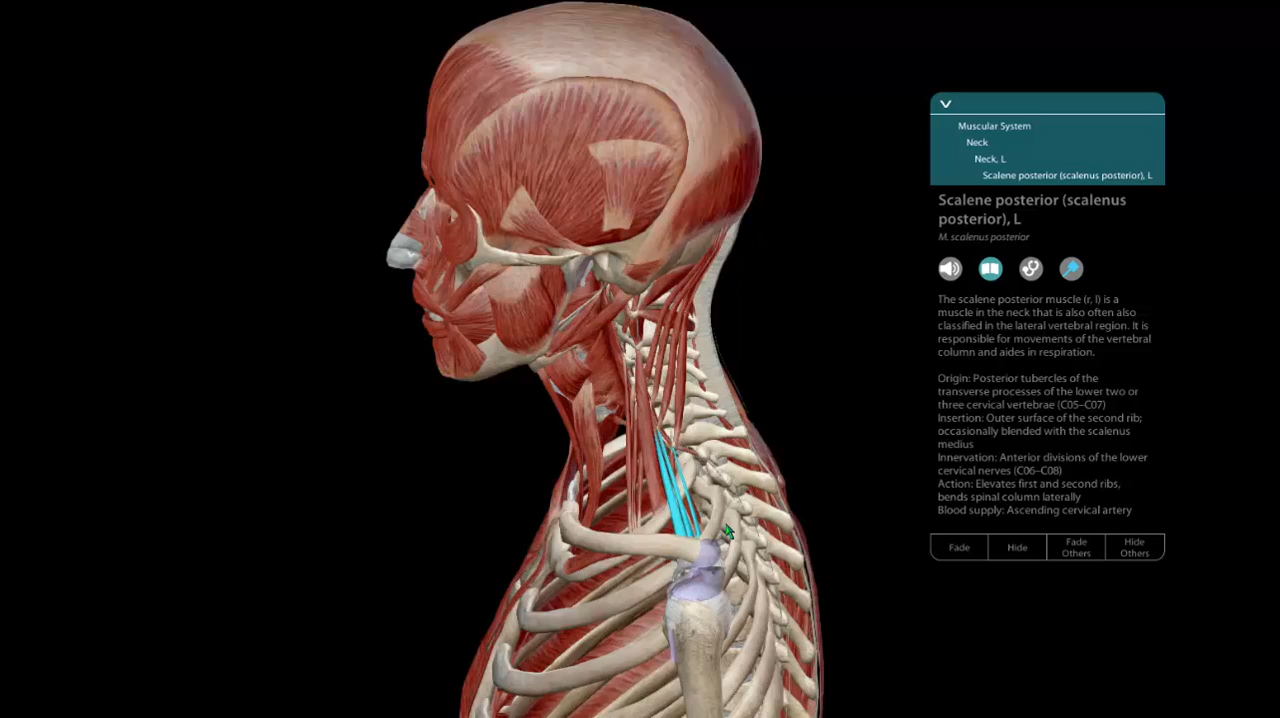 Muscular System
Neck
Neck, L
Scalene posterior (scalenus posterior), L
Scalene posterior (scalenus
posterior), L
M. scalenus posterior
The scalene posterior muscle (r, l) is a
muscle in the neck that is also often also
classified in the lateral vertebral region. It is
responsible for movements of the vertebral
column and aides in respiration.
Origin: Posterior tubercles of the
transverse processes of the lower two or
three cervical vertebrae (C05–C07)
Insertion: Outer surface of the second rib;
occasionally blended with the scalenus
medius
Innervation: Anterior divisions of the lower
cervical nerves (C06–C08)
Action: Elevates first and second ribs,
bends spinal column laterally
Blood supply: Ascending cervical artery
Fade Hide Fade Others Hide Others